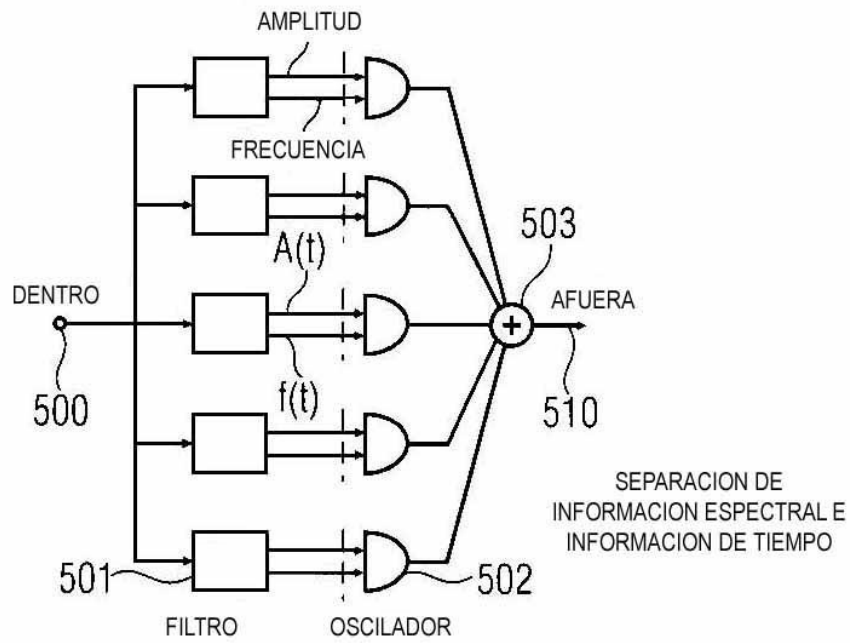 AMPLITUD
FRECUENCIA
503
A(t)
DENTRO
AFUERA
+
500
f(t)
510
SEPARACION DE
INFORMACION ESPECTRAL E
INFORMACION DE TIEMPO
501
502
FILTRO
OSCILADOR